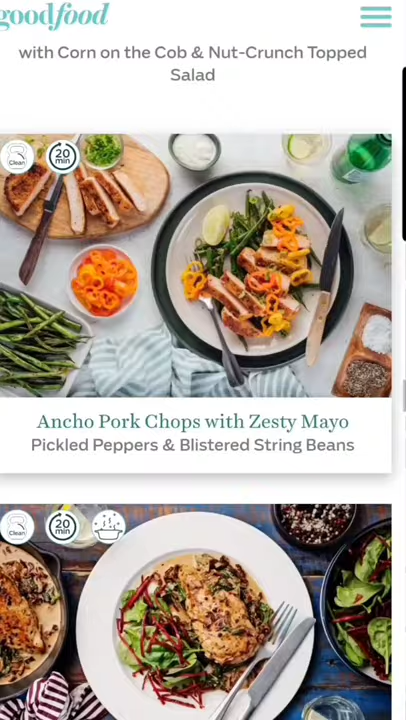 goodfood
with Corn on the Cob & Nut-Crunch Topped
Salad
Clean
20
min
Ancho Pork Chops with Zesty Mayo
Pickled Peppers & Blistered String Beans
Clean
20
min